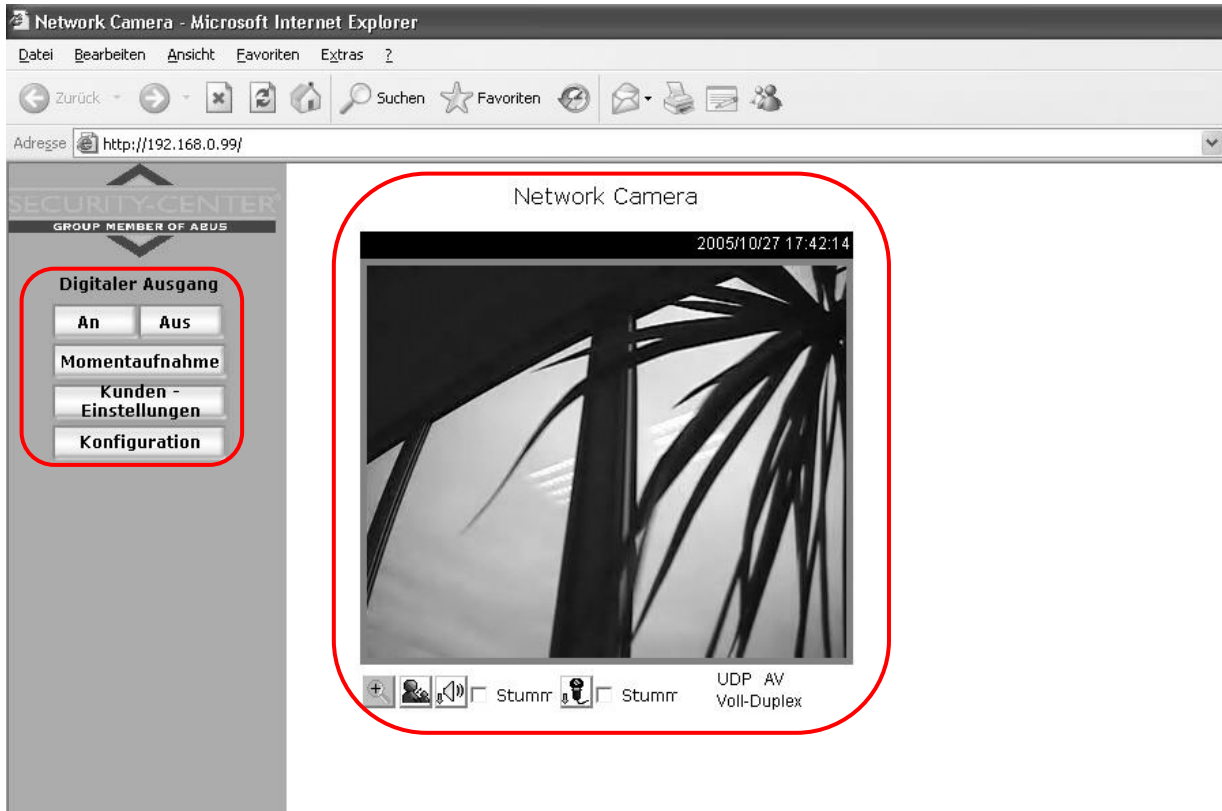 Network Camera - Microsoft Internet Explorer
Datei Bearbeiten Ansicht Favoriten Extras ?
Zurück Suchen Favoriten
Adresse http://192.168.0.99/
SECURITY-CENTER®
GROUP MEMBER OF ABUS
Digitaler Ausgang
An Aus
Momentaufnahme
Kunden -
Einstellungen
Konfiguration
Network Camera
2005/10/27 17:42:14
Stumm Stumm
UDP AV
Voll-Duplex